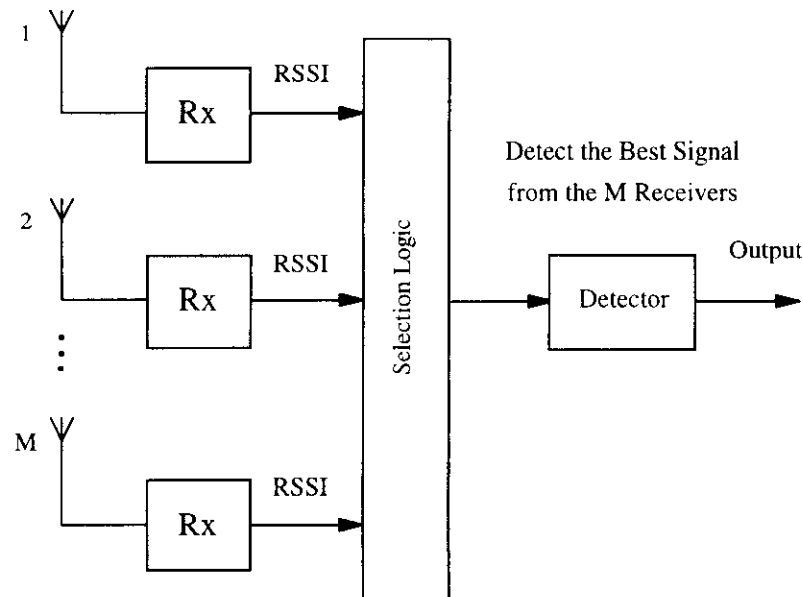 1
RSSI
Rx
Detect the Best Signal
from the M Receivers
2
RSSI
Rx
Selection Logic
Output
Detector
M
RSSI
Rx